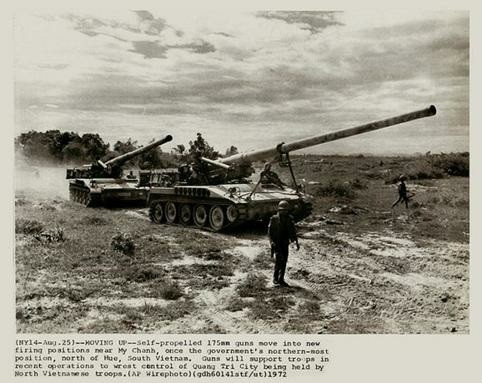 (NY14-Aug.25)--MOVING UP--Self-propelled 175mm guns move into new
firing positions near My Chanh, once the government's northern-most
position, north of Hue, South Vietnam. Guns will support troops in
recent operations to wrest control of Quang Tri City being held by
North Vietnamese troops.(AP Wirephoto)(gdh60141stf/ut)1972